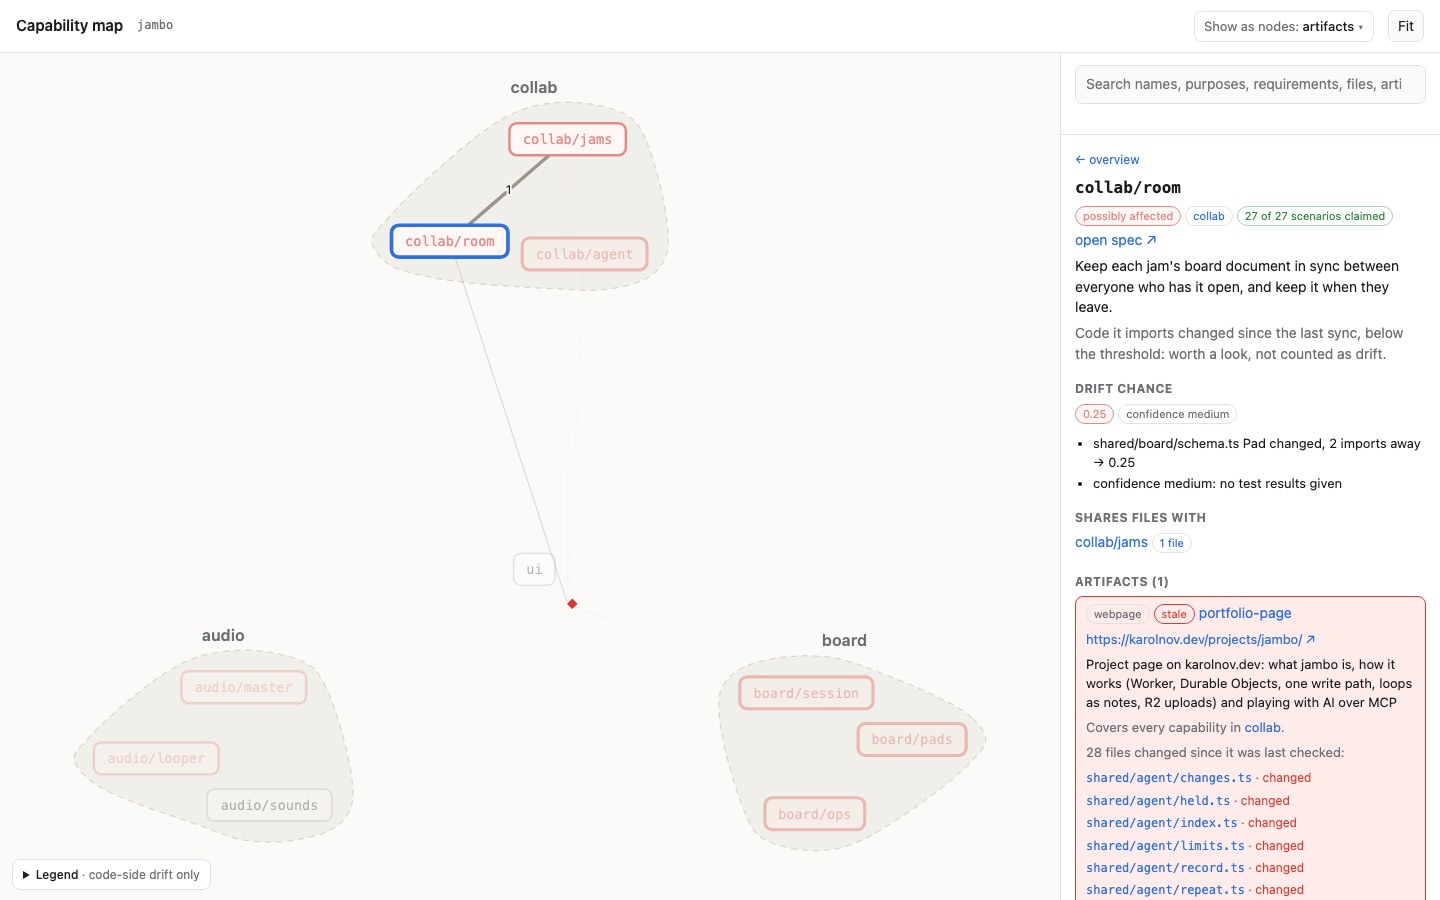 Capability map jambo
Show as nodes: artifacts ▾
Fit
collab
collab/jams
1
collab/room
collab/agent
ui
audio
audio/master
audio/looper
audio/sounds
board
board/session
board/pads
board/ops
▶ Legend · code-side drift only
Search names, purposes, requirements, files, arti
← overview
collab/room
possibly affected collab 27 of 27 scenarios claimed
open spec ↗
Keep each jam's board document in sync between
everyone who has it open, and keep it when they
leave.
Code it imports changed since the last sync, below
the threshold: worth a look, not counted as drift.
DRIFT CHANCE
0.25 confidence medium
• shared/board/schema.ts Pad changed, 2 imports away
→ 0.25
• confidence medium: no test results given
SHARES FILES WITH
collab/jams 1 file
ARTIFACTS (1)
webpage stale portfolio-page
https://karolnov.dev/projects/jambo/ ↗
Project page on karolnov.dev: what jambo is, how it
works (Worker, Durable Objects, one write path, loops
as notes, R2 uploads) and playing with AI over MCP
Covers every capability in collab.
28 files changed since it was last checked:
shared/agent/changes.ts · changed
shared/agent/held.ts · changed
shared/agent/index.ts · changed
shared/agent/limits.ts · changed
shared/agent/record.ts · changed
shared/agent/repeat.ts · changed